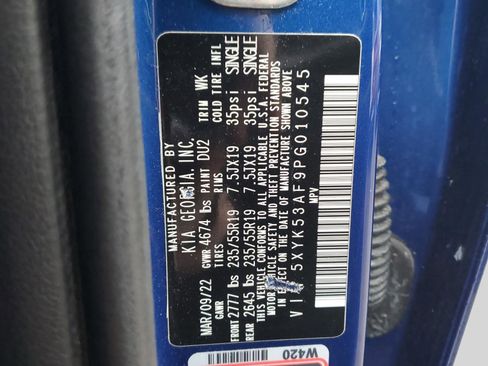 MANUFACTURED BY
KIA GEORGIA, INC.
MAR/09/22 GVWR 4674 lbs PAINT DU2 TRIM WK
GAWR TIRES COLD TIRE INFL
FRONT 2777 lbs 235/55R19 7.5JX19 35psi SINGLE
REAR 2645 lbs 235/55R19 7.5JX19 35psi SINGLE
THIS VEHICLE CONFORMS TO ALL APPLICABLE U.S.A. FEDERAL
MOTOR VEHICLE SAFETY AND THEFT PREVENTION STANDARDS
IN EFFECT ON THE DATE OF MANUFACTURE SHOWN ABOVE
5XYK53AF9PG010545
MPV
W420